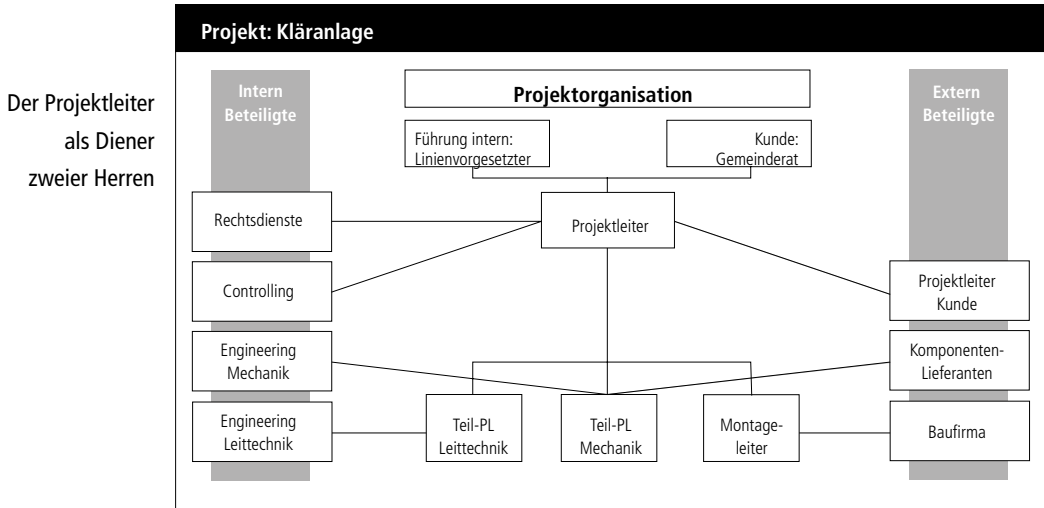 Projekt: Kläranlage
Der Projektleiter
als Diener
zweier Herren
Intern
Beteiligte
Projektorganisation
Extern
Beteiligte
Führung intern:
Linienvorgesetzter
Kunde:
Gemeinderat
Rechtsdienste
Projektleiter
Controlling
Projektleiter
Kunde
Engineering
Mechanik
Komponenten-
Lieferanten
Engineering
Leittechnik
Teil-PL
Leittechnik
Teil-PL
Mechanik
Montage-
leiter
Baufirma